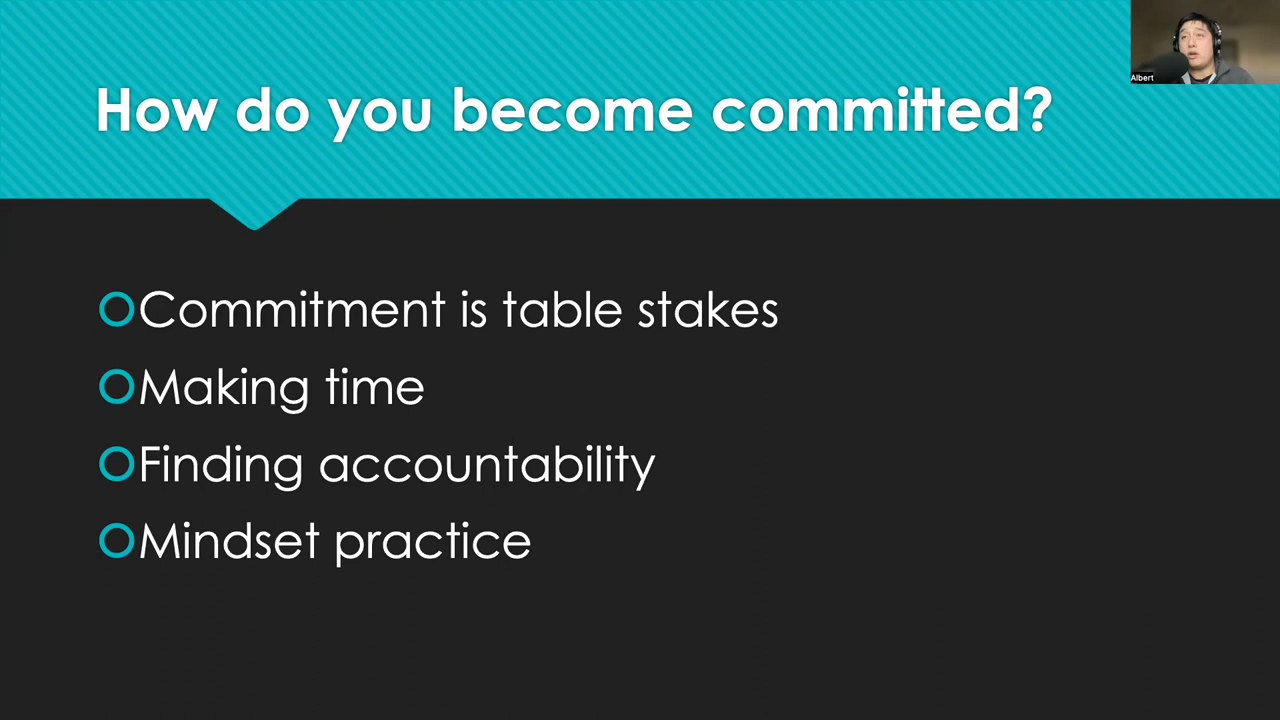 How do you become committed?
Albert
Commitment is table stakes
Making time
Finding accountability
Mindset practice